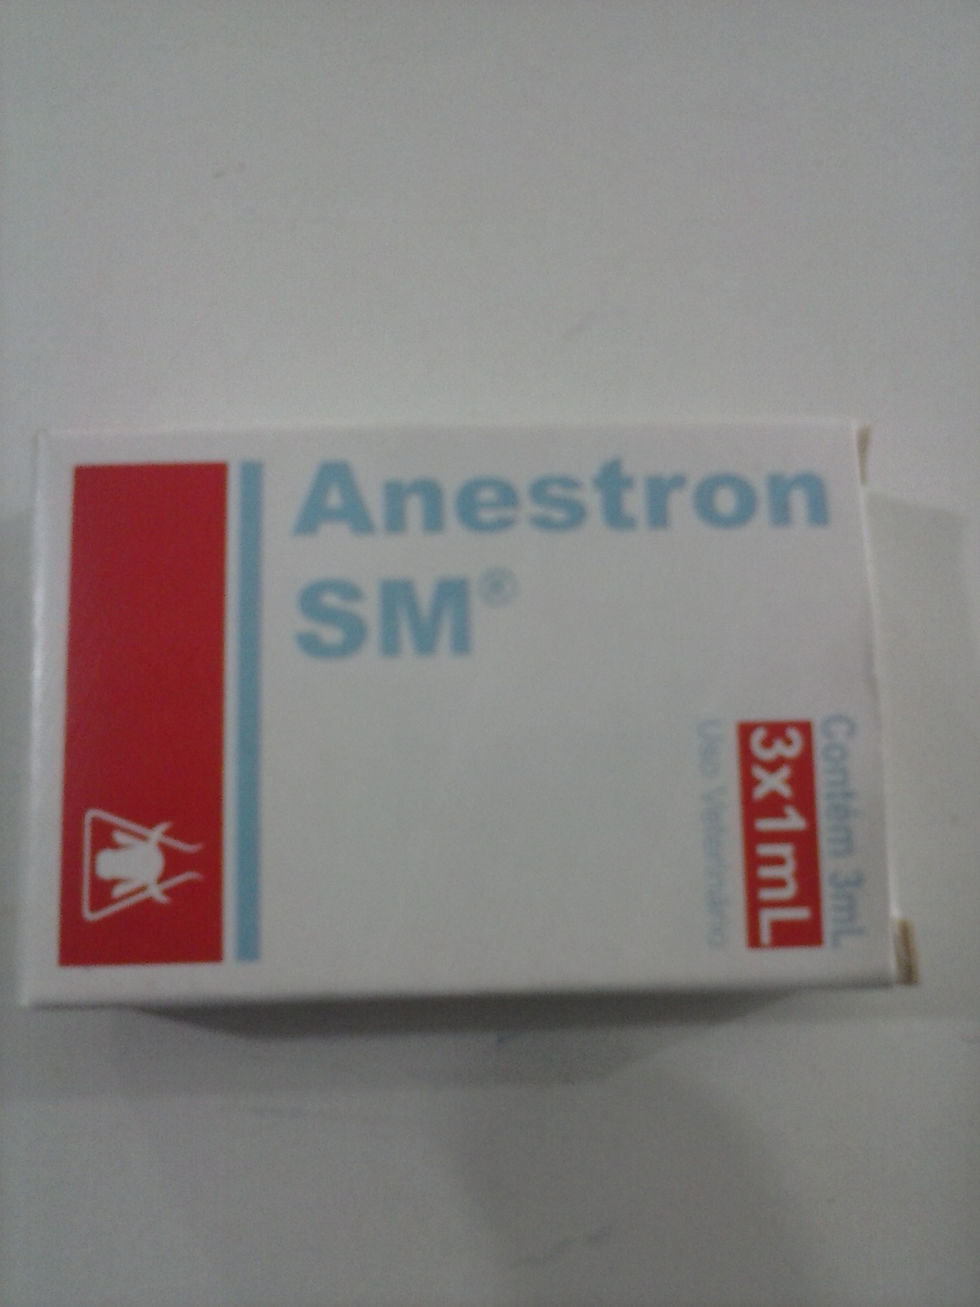 Anestron
SM®
Contém 3mL
3x1mL
Uso Veterinário